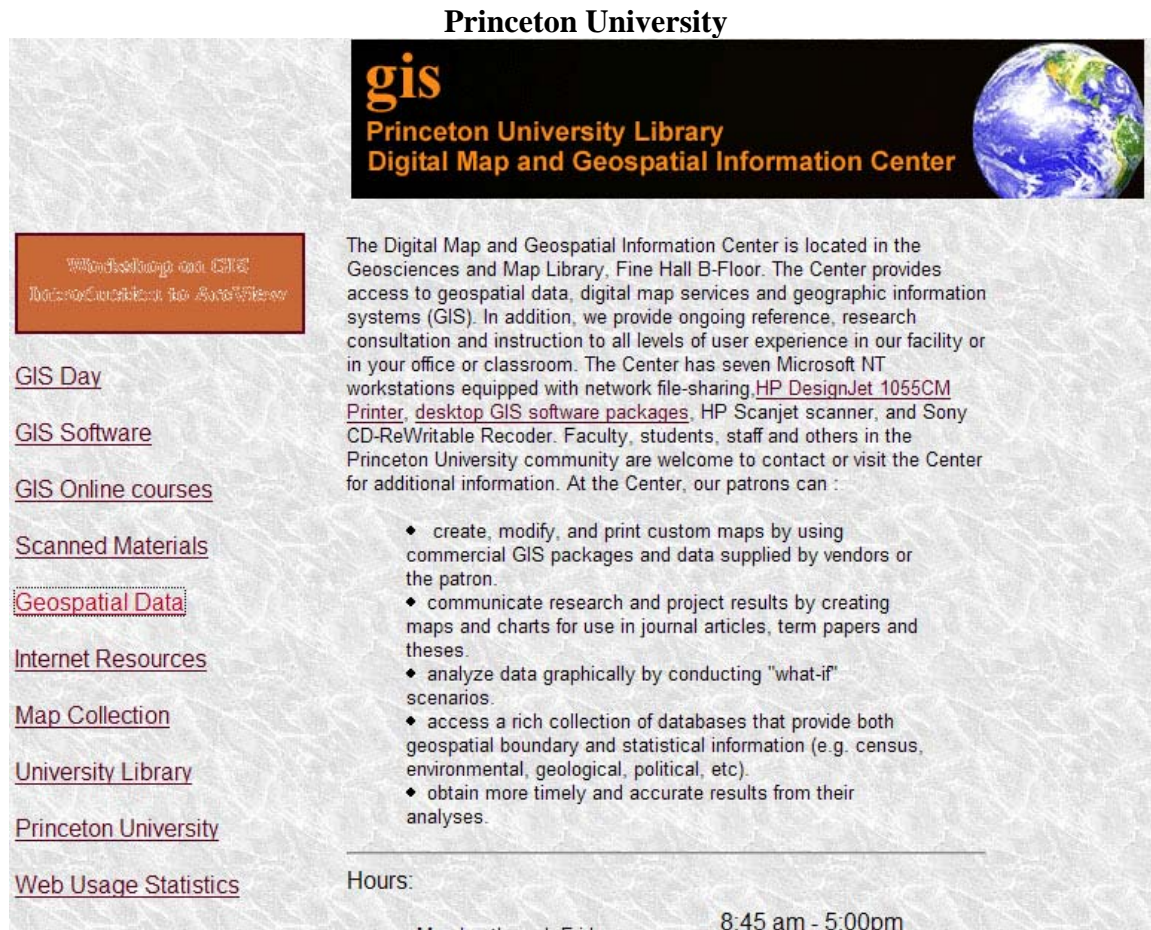 Princeton University
gis
Princeton University Library
Digital Map and Geospatial Information Center
Workshop on GIS
Introduction to ArcView
GIS Day
GIS Software
GIS Online courses
Scanned Materials
Geospatial Data
Internet Resources
Map Collection
University Library
Princeton University
Web Usage Statistics
The Digital Map and Geospatial Information Center is located in the
Geosciences and Map Library, Fine Hall B-Floor. The Center provides
access to geospatial data, digital map services and geographic information
systems (GIS). In addition, we provide ongoing reference, research
consultation and instruction to all levels of user experience in our facility or
in your office or classroom. The Center has seven Microsoft NT
workstations equipped with network file-sharing,HP DesignJet 1055CM
Printer, desktop GIS software packages, HP Scanjet scanner, and Sony
CD-ReWritable Recoder. Faculty, students, staff and others in the
Princeton University community are welcome to contact or visit the Center
for additional information. At the Center, our patrons can :
◆ create, modify, and print custom maps by using
commercial GIS packages and data supplied by vendors or
the patron.
◆ communicate research and project results by creating
maps and charts for use in journal articles, term papers and
theses.
◆ analyze data graphically by conducting "what-if"
scenarios.
◆ access a rich collection of databases that provide both
geospatial boundary and statistical information (e.g. census,
environmental, geological, political, etc).
◆ obtain more timely and accurate results from their
analyses.
Hours:
8:45 am - 5:00pm